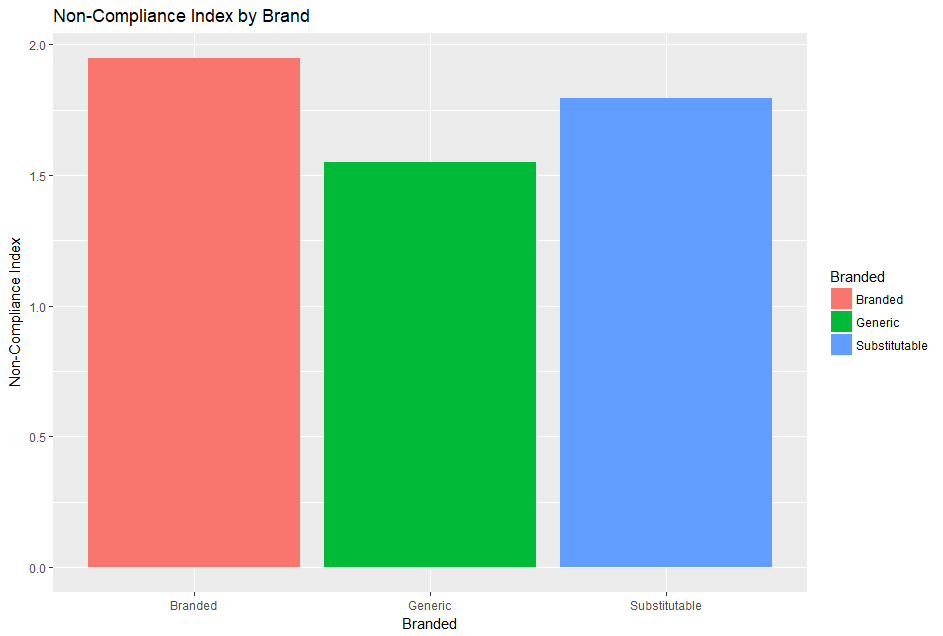 Non-Compliance Index by Brand
2.0
1.5
1.0
0.5
0.0
Non-Compliance Index
Branded
Generic
Substitutable
Branded
Branded
Branded
Generic
Substitutable